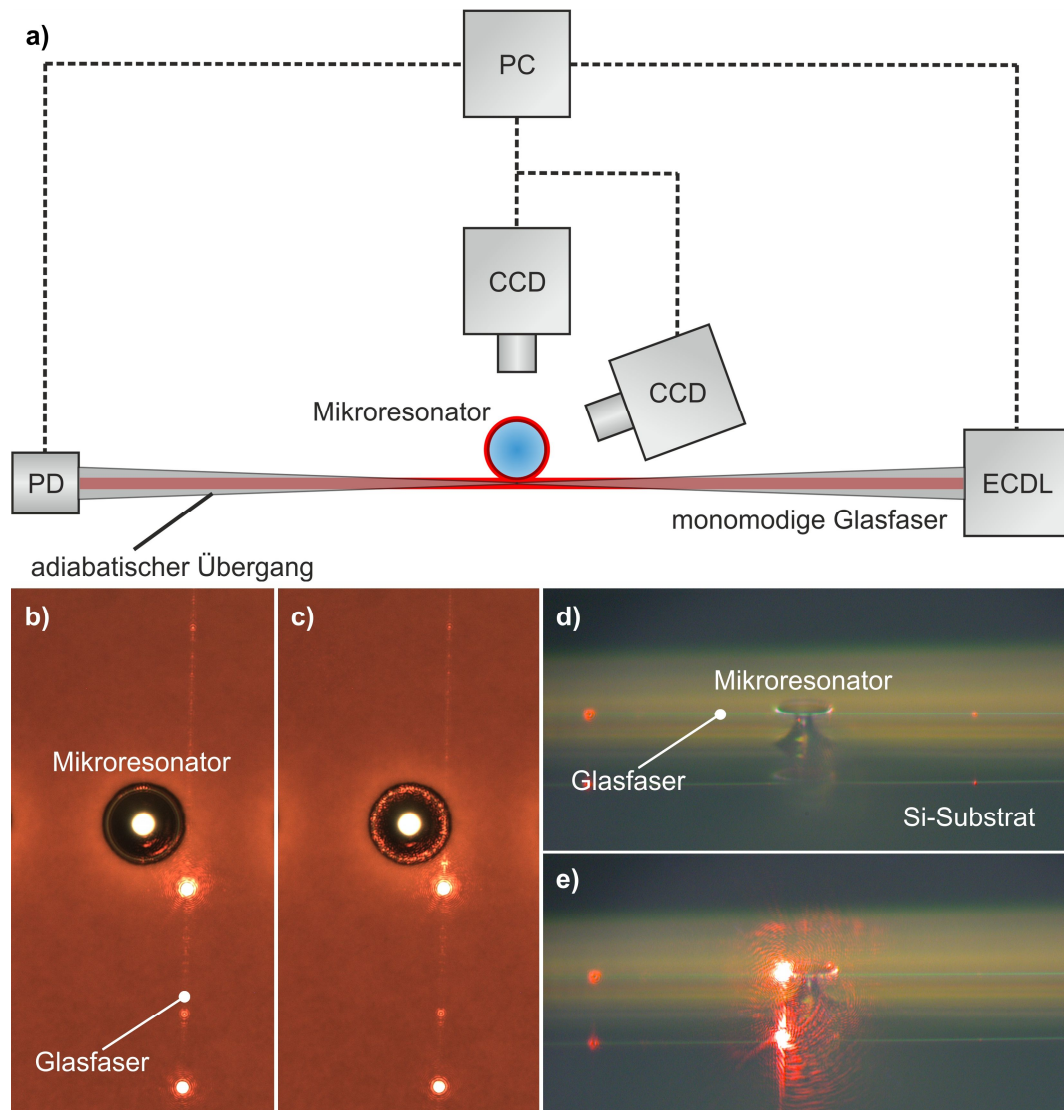 a)
PC
CCD
CCD
Mikroresonator
PD
ECDL
monomodige Glasfaser
adiabatischer Übergang
b)
Mikroresonator
Glasfaser
c)
d)
Mikroresonator
Glasfaser
Si-Substrat
e)